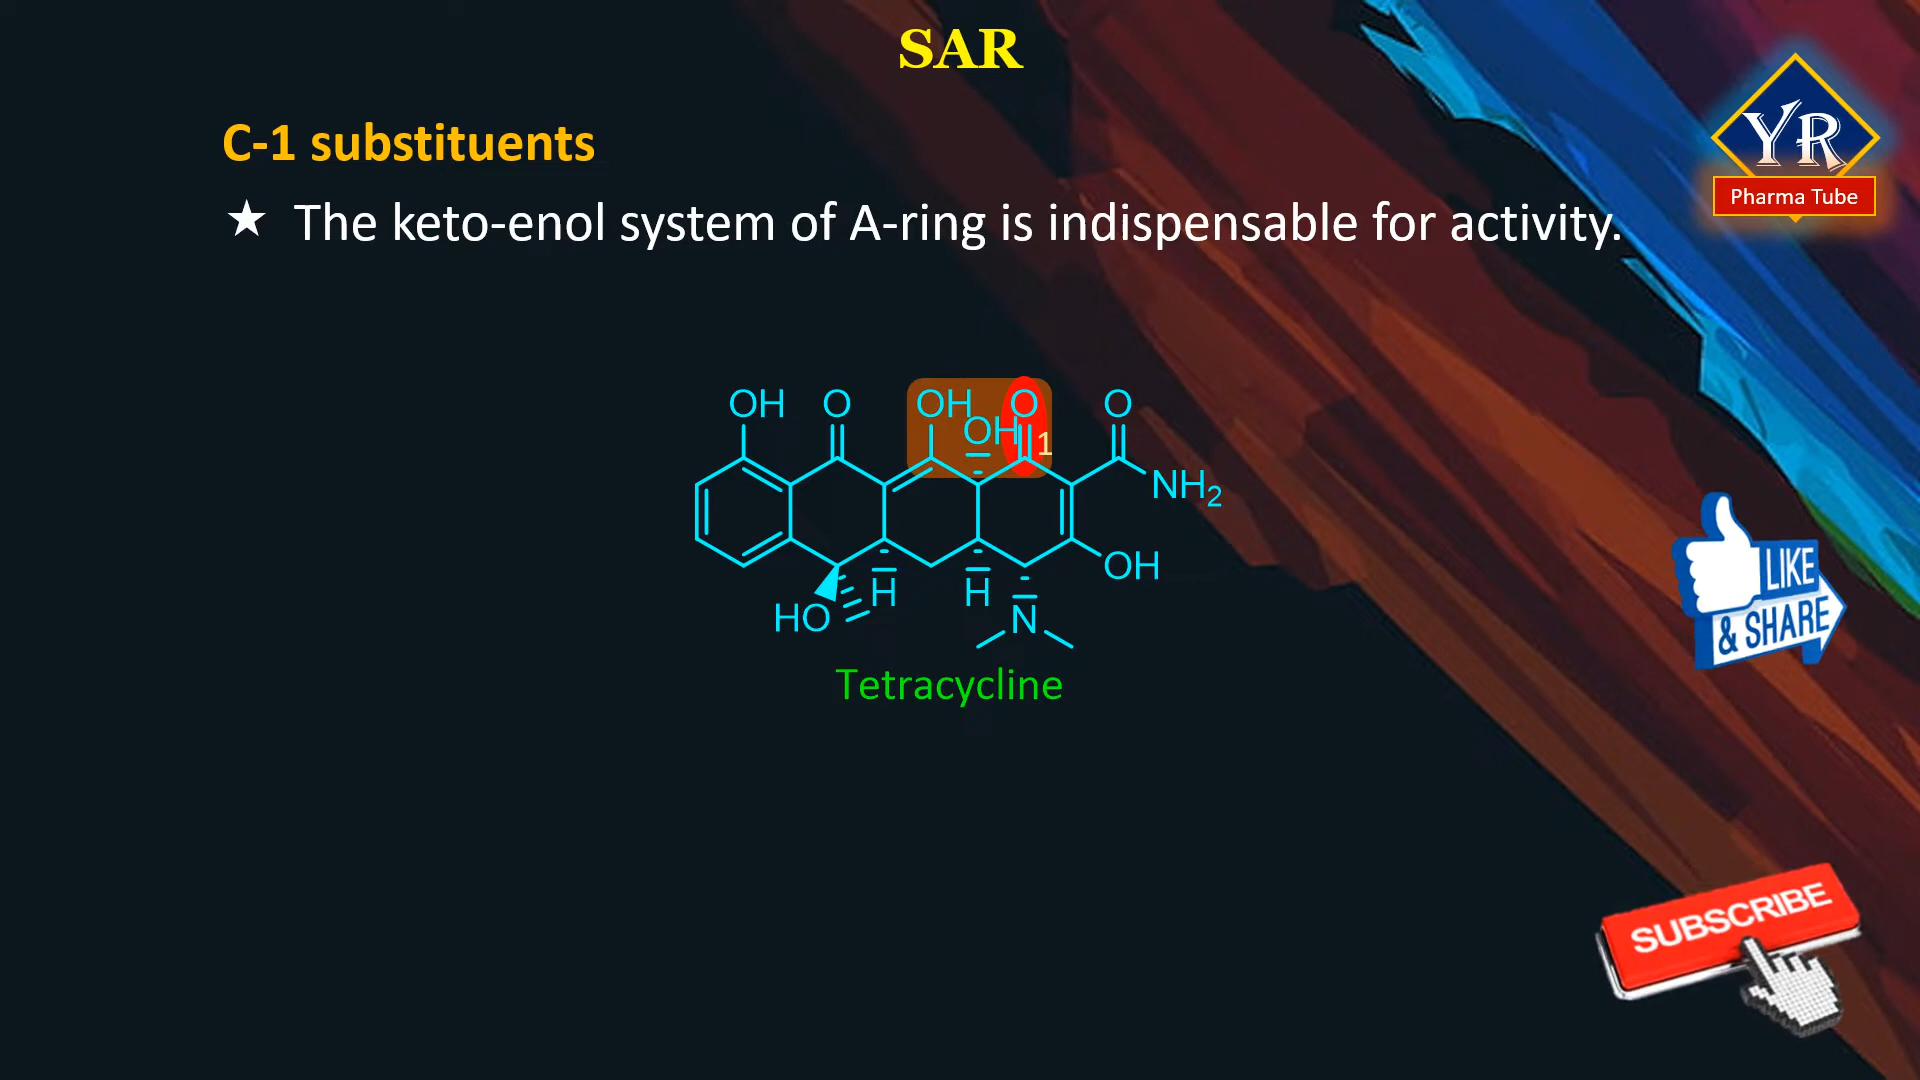 SAR
YR
Pharma Tube
C-1 substituents
★ The keto-enol system of A-ring is indispensable for activity.
OH O OH O O
OH 1
NH2
OH
H H
HO N
Tetracycline
LIKE
& SHARE
SUBSCRIBE